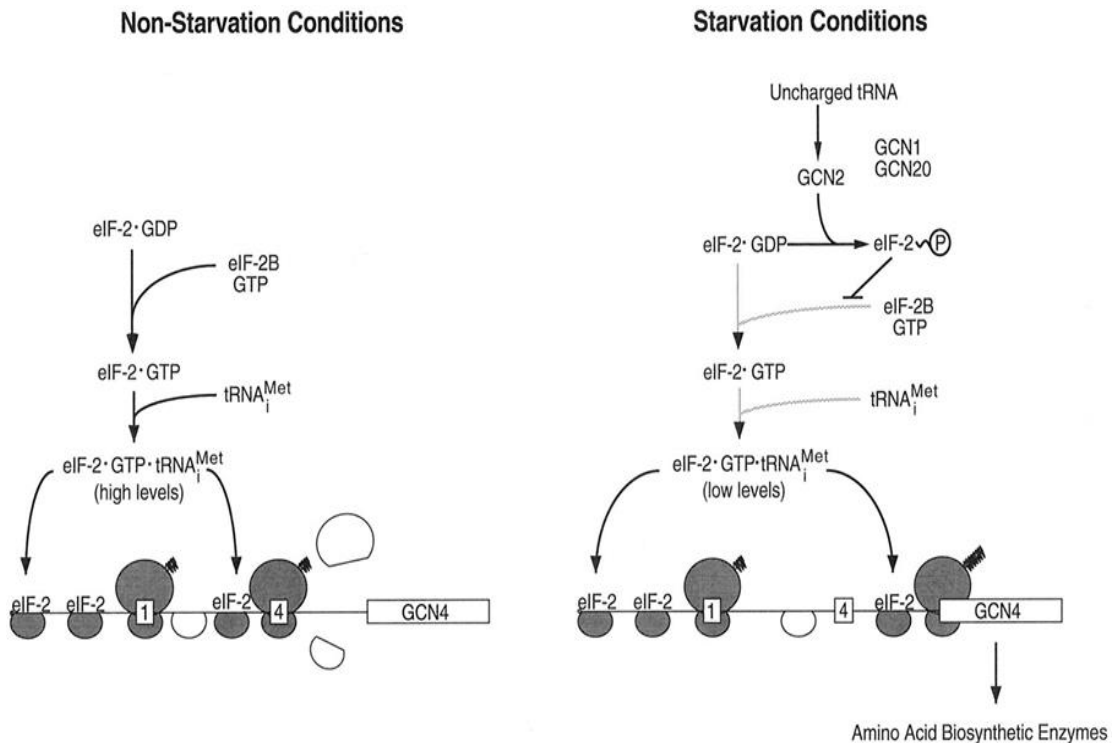 Non-Starvation Conditions
eIF-2·GDP
eIF-2B
GTP
eIF-2·GTP
tRNAiMet
eIF-2·GTP·tRNAiMet
(high levels)
eIF-2 eIF-2 1 eIF-2 4 GCN4
Starvation Conditions
Uncharged tRNA
GCN1
GCN20
GCN2
eIF-2·GDP eIF-2 P
eIF-2B
GTP
eIF-2·GTP
tRNAiMet
eIF-2·GTP·tRNAiMet
(low levels)
eIF-2 eIF-2 1 4 eIF-2 GCN4
Amino Acid Biosynthetic Enzymes